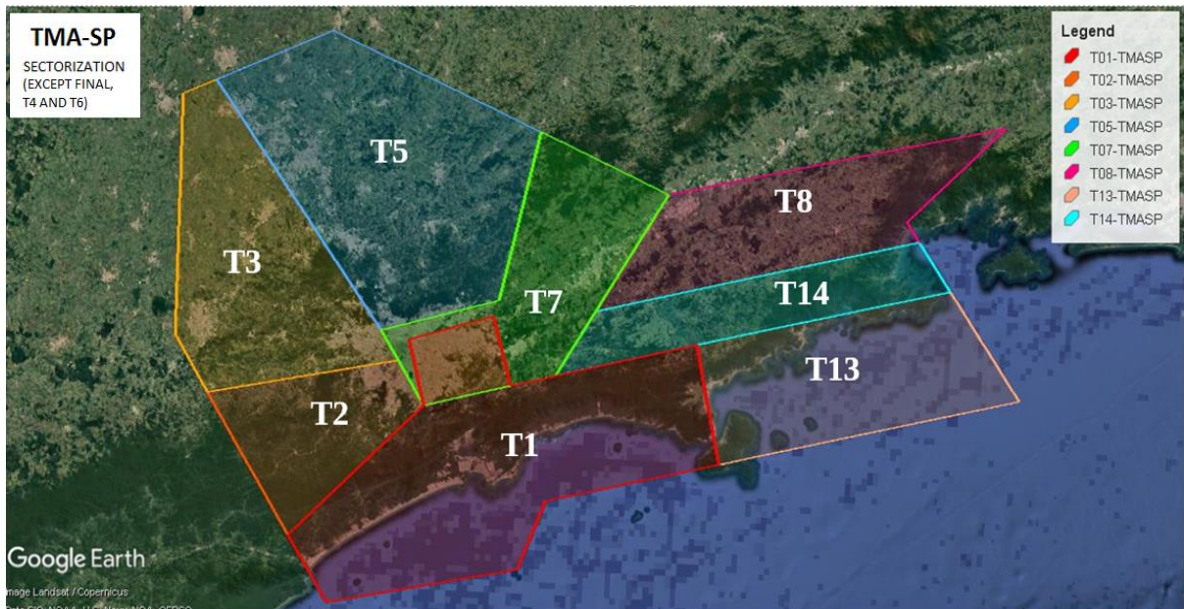 TMA-SP
SECTORIZATION
(EXCEPT FINAL,
T4 AND T6)
Legend
T01-TMASP
T02-TMASP
T03-TMASP
T05-TMASP
T07-TMASP
T08-TMASP
T13-TMASP
T14-TMASP
T5
T8
T3
T7
T14
T13
T2
T1
Google Earth
mage Landsat / Copernicus